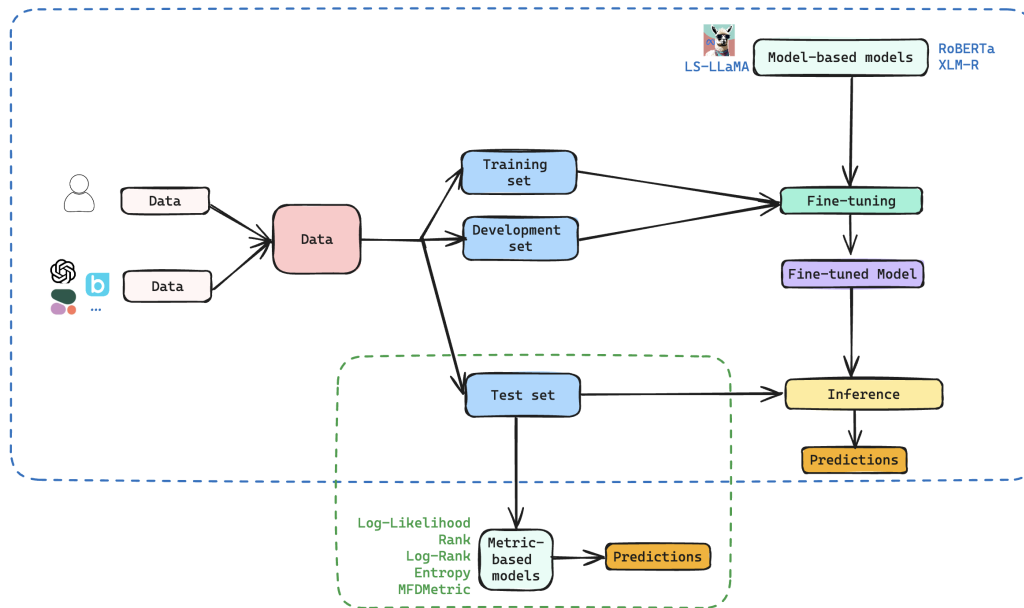 LS-LLaMA
Model-based models
RoBERTa
XLM-R
Training
set
Data
Fine-tuning
Data
Development
set
Fine-tuned Model
Data
b
...
Test set
Inference
Predictions
Log-Likelihood
Rank
Log-Rank
Entropy
MFDMetric
Metric-
based
models
Predictions